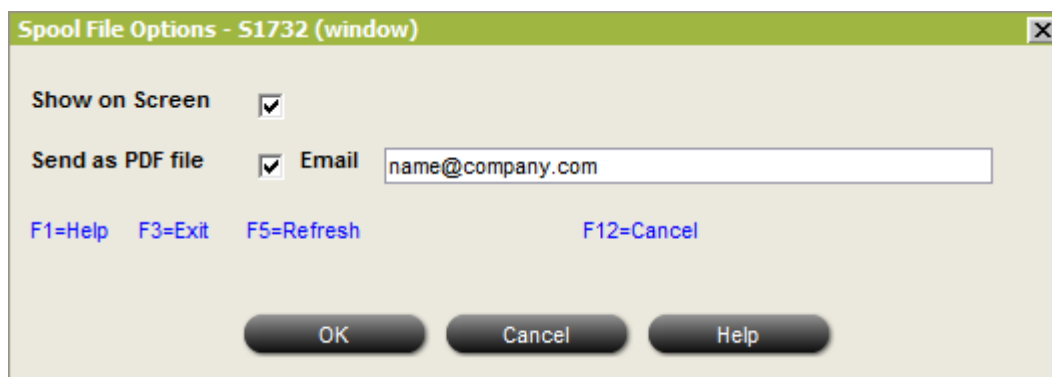 Spool File Options - S1732 (window)
Show on Screen
Send as PDF file Email name@company.com
F1=Help F3=Exit F5=Refresh F12=Cancel
OK Cancel Help